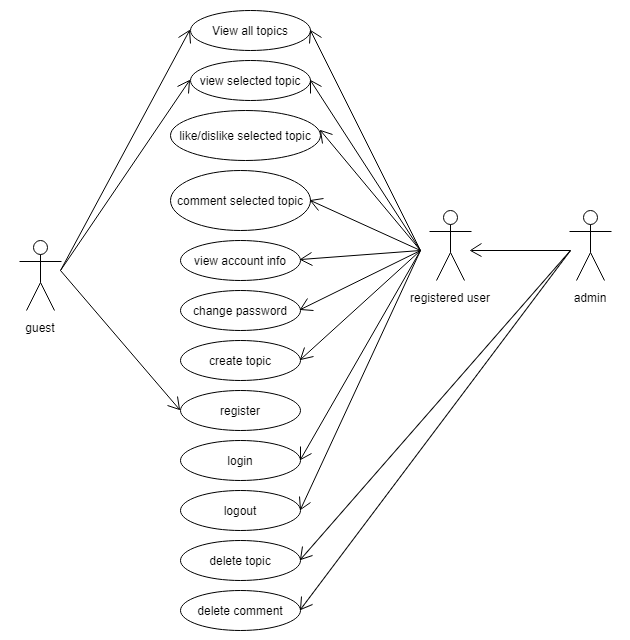 View all topics
view selected topic
like/dislike selected topic
comment selected topic
view account info
change password
create topic
register
login
logout
delete topic
delete comment
guest
registered user
admin